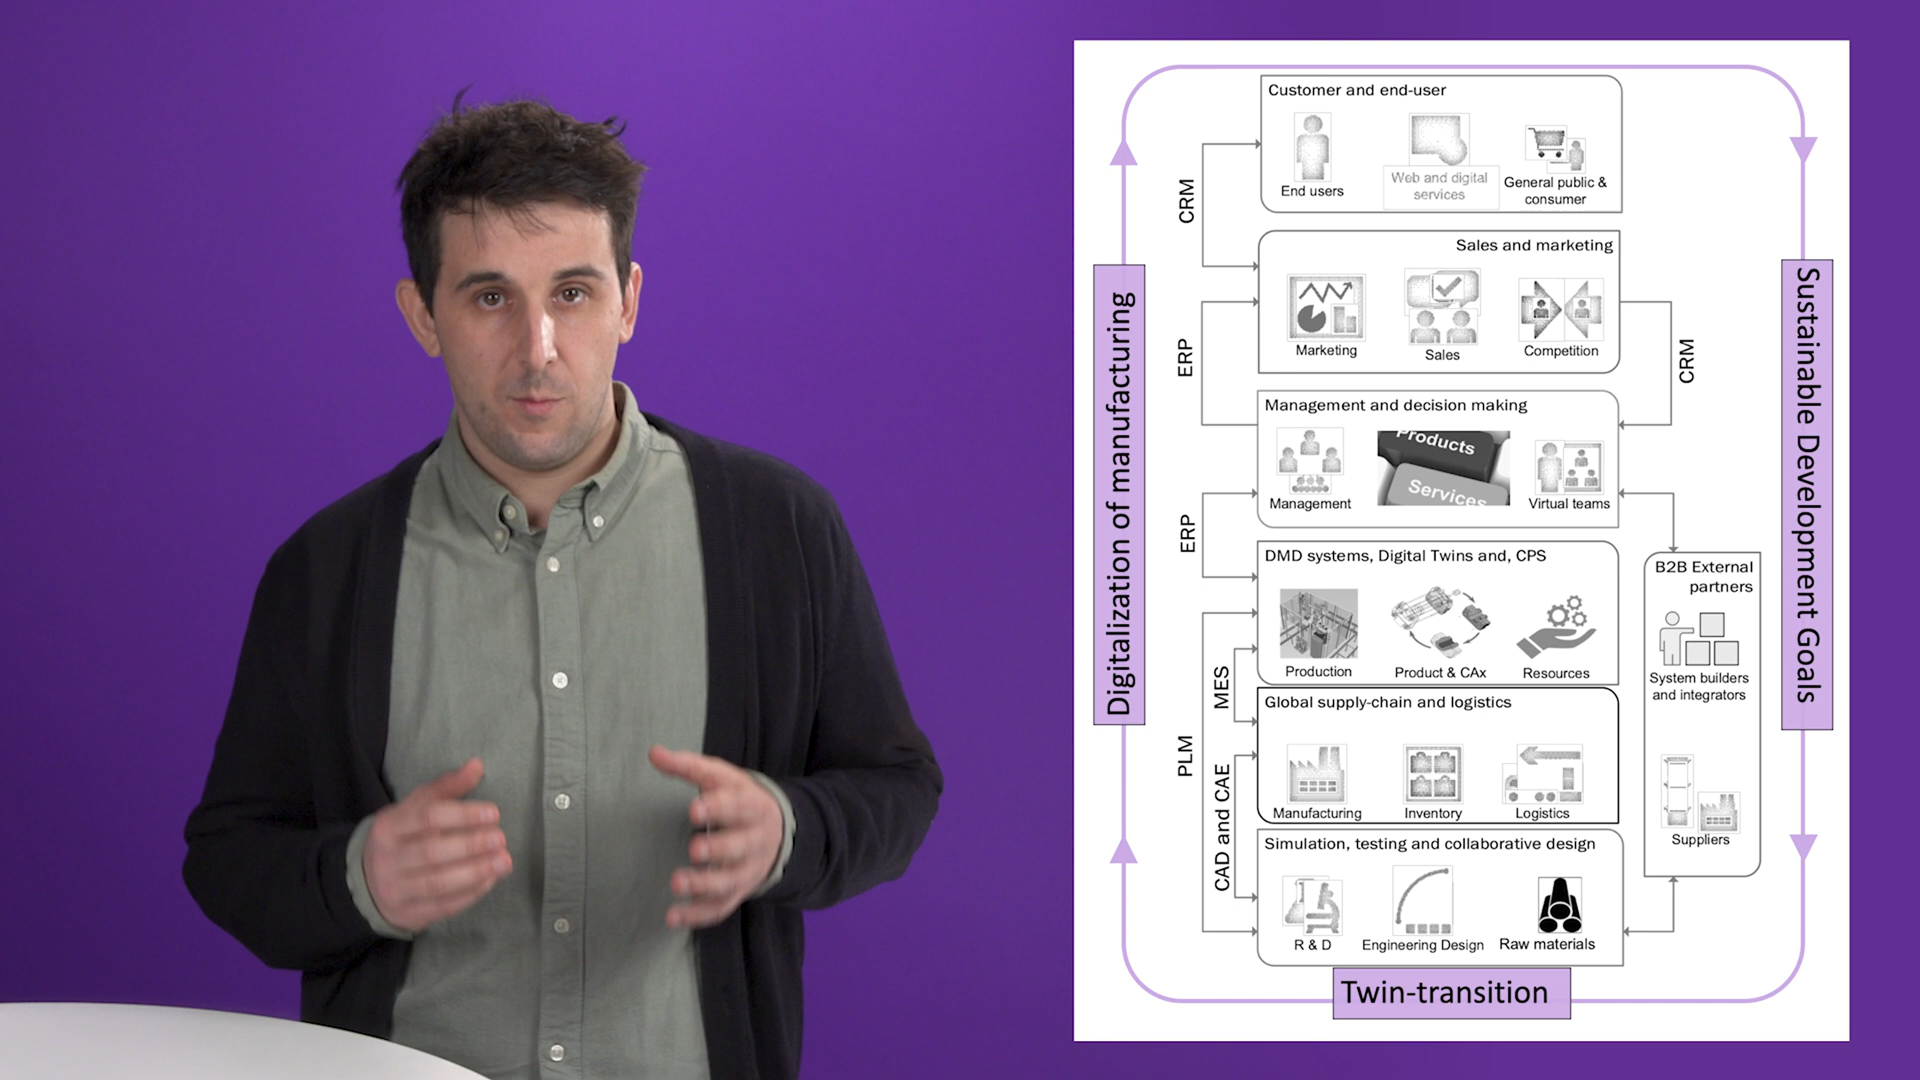 Customer and end-user
End users
Web and digital
services
General public &
consumer
CRM
Sales and marketing
Marketing
Sales
Competition
ERP
CRM
Management and decision making
Management
Products
Services
Virtual teams
ERP
DMD systems, Digital Twins and, CPS
Production
Product & CAx
Resources
B2B External
partners
System builders
and integrators
Suppliers
MES
PLM
Global supply-chain and logistics
Manufacturing
Inventory
Logistics
CAD and CAE
Simulation, testing and collaborative design
R & D
Engineering Design
Raw materials
Digitalization of manufacturing
Sustainable Development Goals
Twin-transition